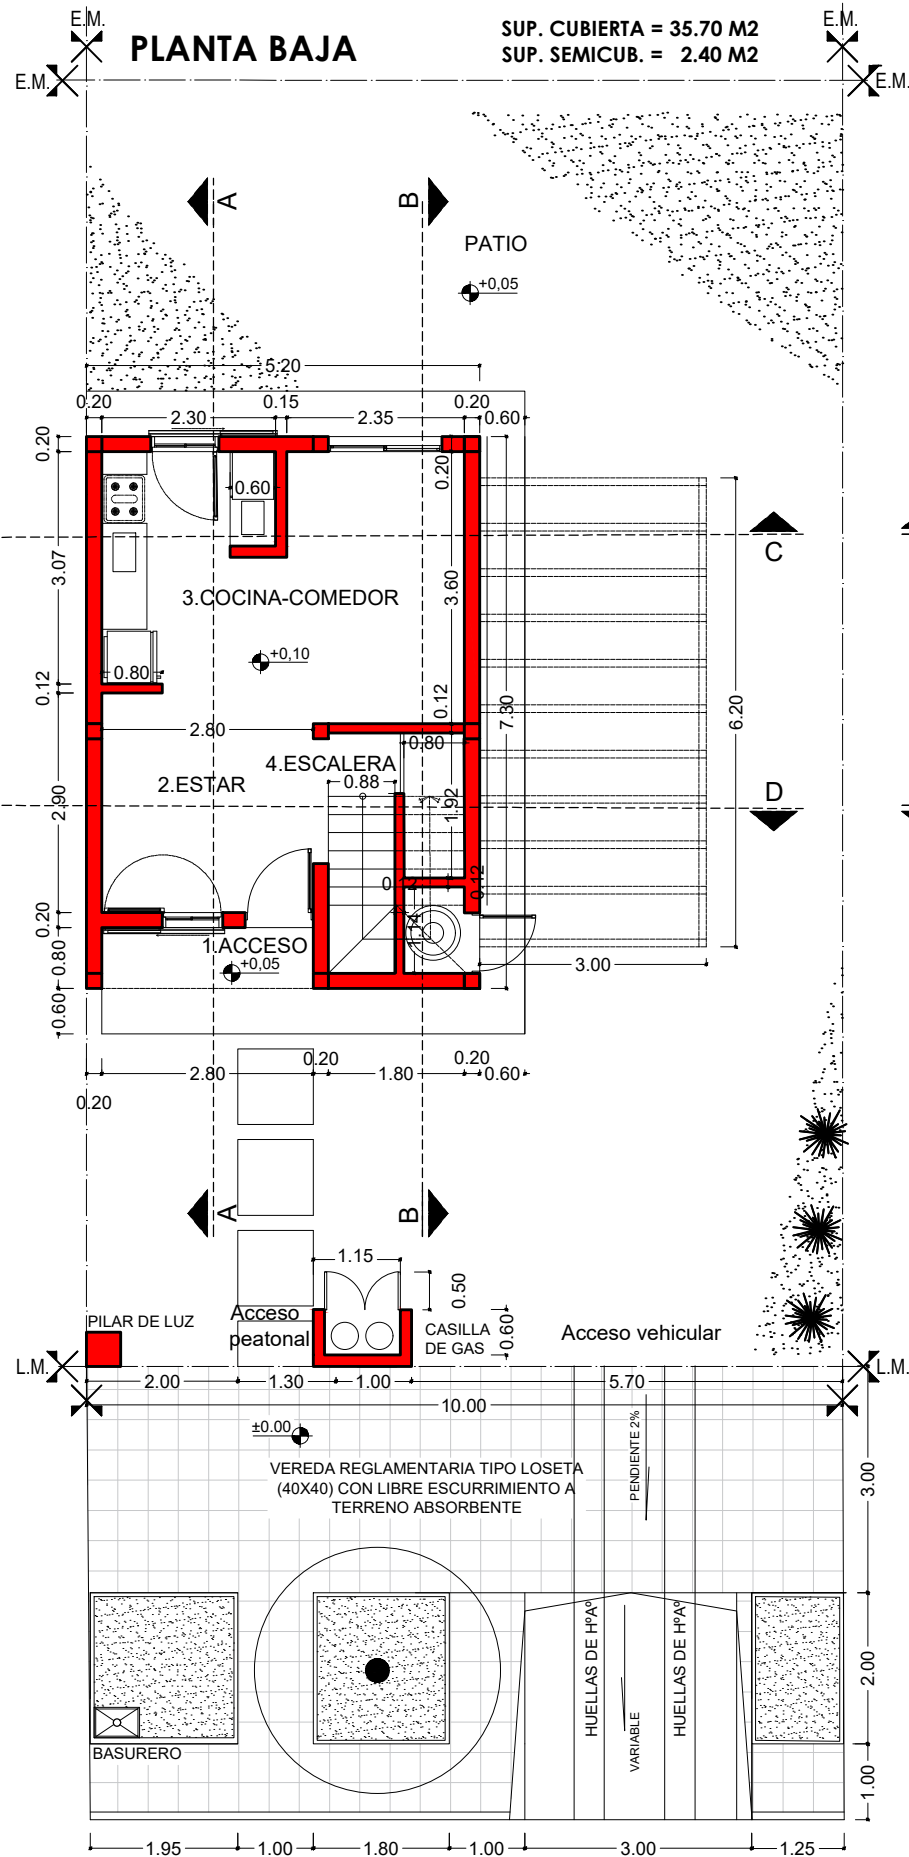 E.M.
E.M.
PLANTA BAJA
SUP. CUBIERTA = 35.70 M2
SUP. SEMICUB. = 2.40 M2
E.M.
E.M.
A
B
PATIO
+0,05
5.20
0.20
2.30
0.15
2.35
0.20
0.60
0.20
0.60
0.20
C
3.07
3.60
3.COCINA-COMEDOR
+0,10
0.80
0.12
0.12
7.30
6.20
2.80
0.80
4.ESCALERA
2.ESTAR
0.88
D
2.90
1.92
0.12
0.12
0.20
1.14
1.ACCESO
+0,05
0.80
3.00
0.60
0.20
0.20
2.80
1.80
0.60
0.20
A
B
1.15
0.50
PILAR DE LUZ
Acceso
peatonal
CASILLA
DE GAS
0.60
Acceso vehicular
L.M.
L.M.
2.00
1.30
1.00
5.70
10.00
±0.00
PENDIENTE 2%
VEREDA REGLAMENTARIA TIPO LOSETA
(40X40) CON LIBRE ESCURRIMIENTO A
TERRENO ABSORBENTE
3.00
HUELLAS DE HºAº
VARIABLE
HUELLAS DE HºAº
2.00
BASURERO
1.00
1.95
1.00
1.80
1.00
3.00
1.25